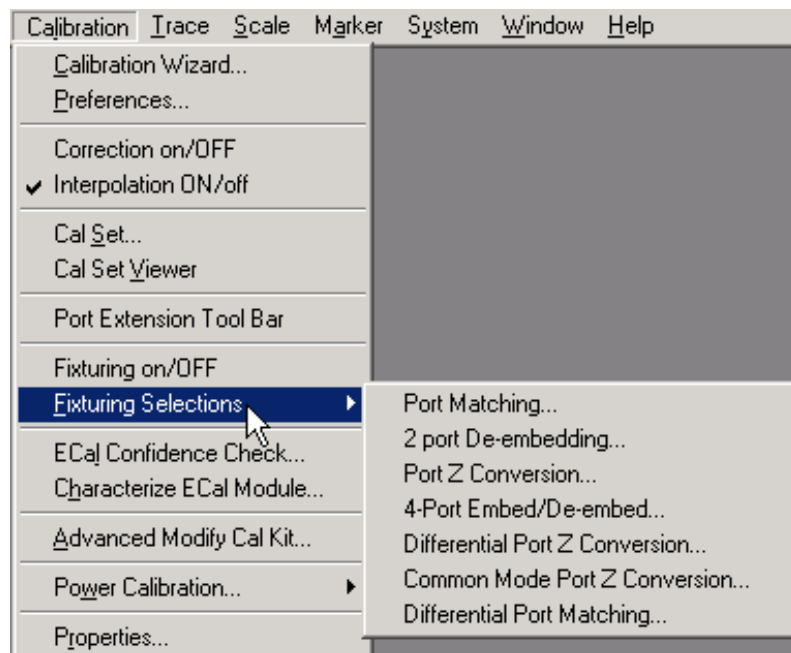 Calibration Trace Scale Marker System Window Help
Calibration Wizard...
Preferences...
Correction on/OFF
Interpolation ON/off
Cal Set...
Cal Set Viewer
Port Extension Tool Bar
Fixturing on/OFF
Fixturing Selections
Port Matching...
2 port De-embedding...
Port Z Conversion...
4-Port Embed/De-embed...
Differential Port Z Conversion...
Common Mode Port Z Conversion...
Differential Port Matching...
ECal Confidence Check...
Characterize ECal Module...
Advanced Modify Cal Kit...
Power Calibration...
Properties...